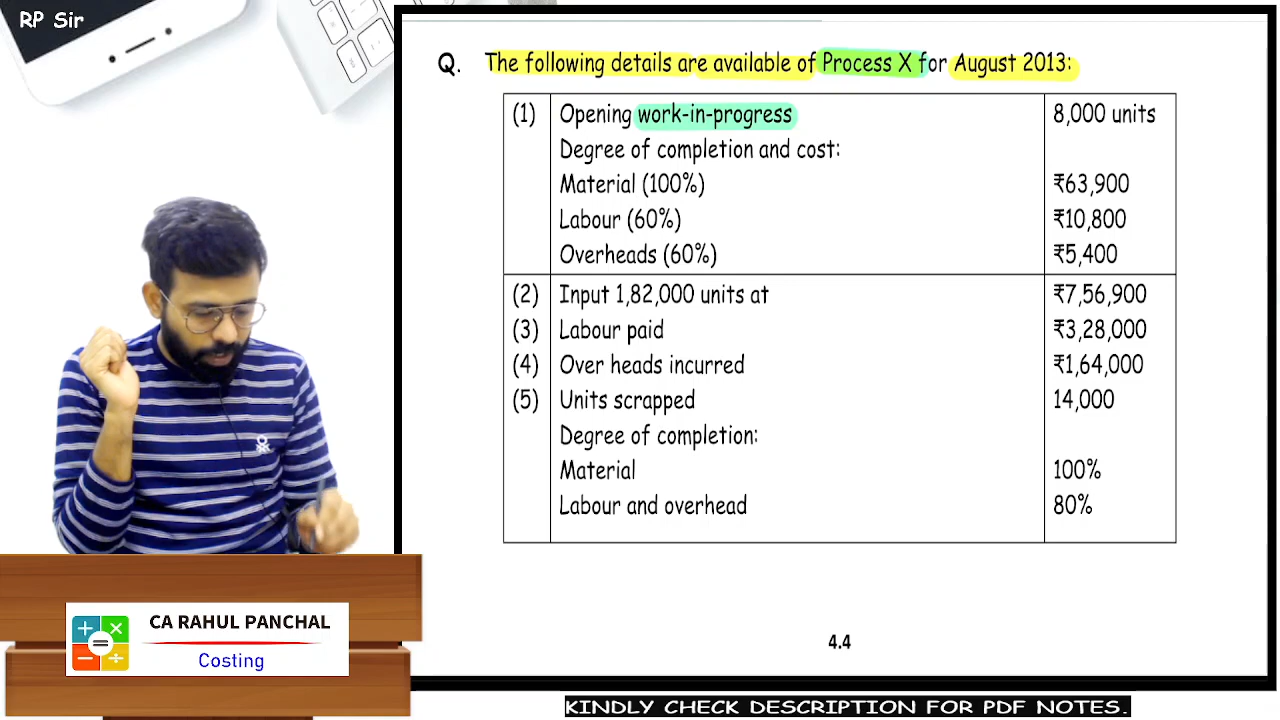 RP Sir
Q. The following details are available of Process X for August 2013:
(1) Opening work-in-progress 8,000 units
Degree of completion and cost:
Material (100%) ₹63,900
Labour (60%) ₹10,800
Overheads (60%) ₹5,400
(2) Input 1,82,000 units at ₹7,56,900
(3) Labour paid ₹3,28,000
(4) Over heads incurred ₹1,64,000
(5) Units scrapped 14,000
Degree of completion:
Material 100%
Labour and overhead 80%
4.4
CA RAHUL PANCHAL
Costing
KINDLY CHECK DESCRIPTION FOR PDF NOTES.